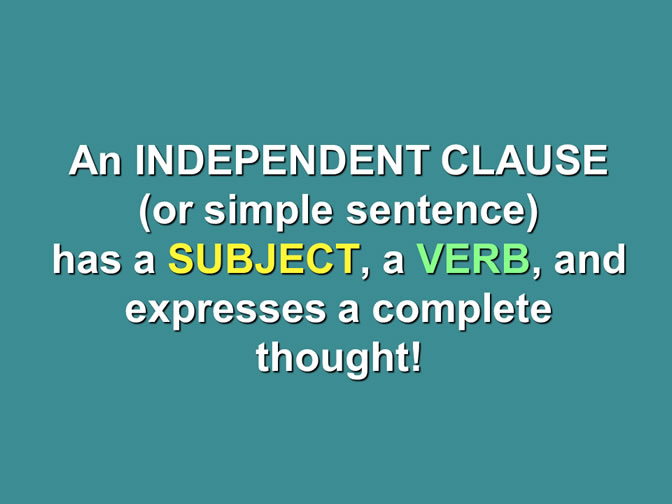 An INDEPENDENT CLAUSE
(or simple sentence)
has a SUBJECT, a VERB, and
expresses a complete
thought!